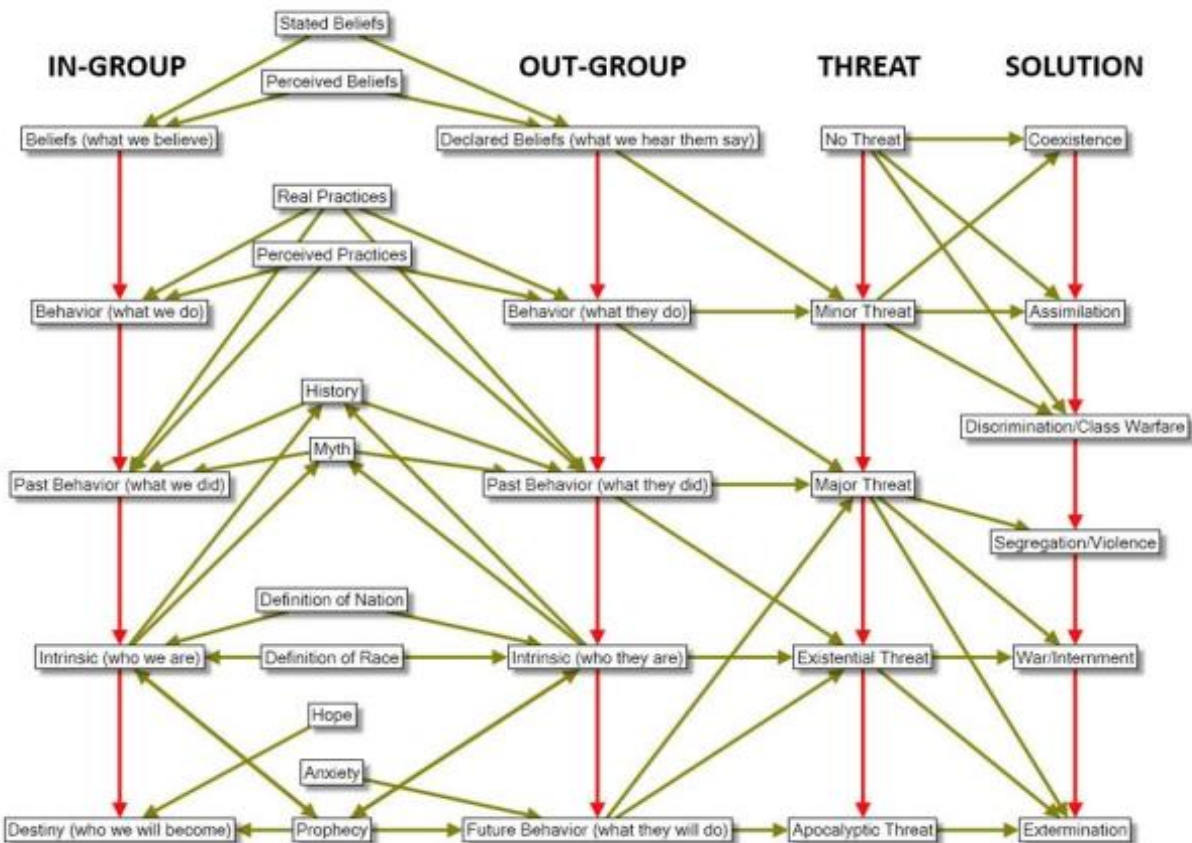 Stated Beliefs
IN-GROUP
OUT-GROUP
THREAT
SOLUTION
Perceived Beliefs
Beliefs (what we believe)
Declared Beliefs (what we hear them say)
No Threat
Coexistence
Real Practices
Perceived Practices
Behavior (what we do)
Behavior (what they do)
Minor Threat
Assimilation
History
Discrimination/Class Warfare
Myth
Past Behavior (what we did)
Past Behavior (what they did)
Major Threat
Segregation/Violence
Definition of Nation
Intrinsic (who we are)
Definition of Race
Intrinsic (who they are)
Existential Threat
War/Internment
Hope
Anxiety
Destiny (who we will become)
Prophecy
Future Behavior (what they will do)
Apocalyptic Threat
Extermination